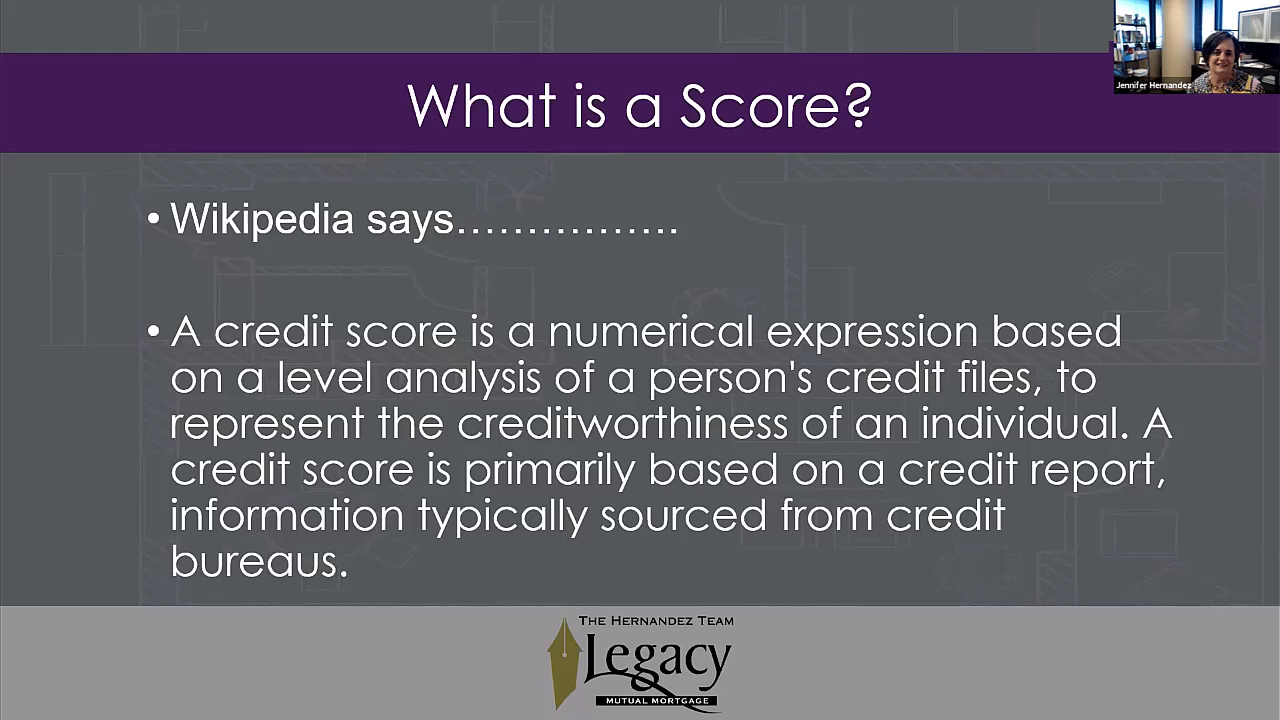 What is a Score?
Jennifer Hernandez
• Wikipedia says................
• A credit score is a numerical expression based
on a level analysis of a person's credit files, to
represent the creditworthiness of an individual. A
credit score is primarily based on a credit report,
information typically sourced from credit
bureaus.
THE HERNANDEZ TEAM
Legacy
MUTUAL MORTGAGE